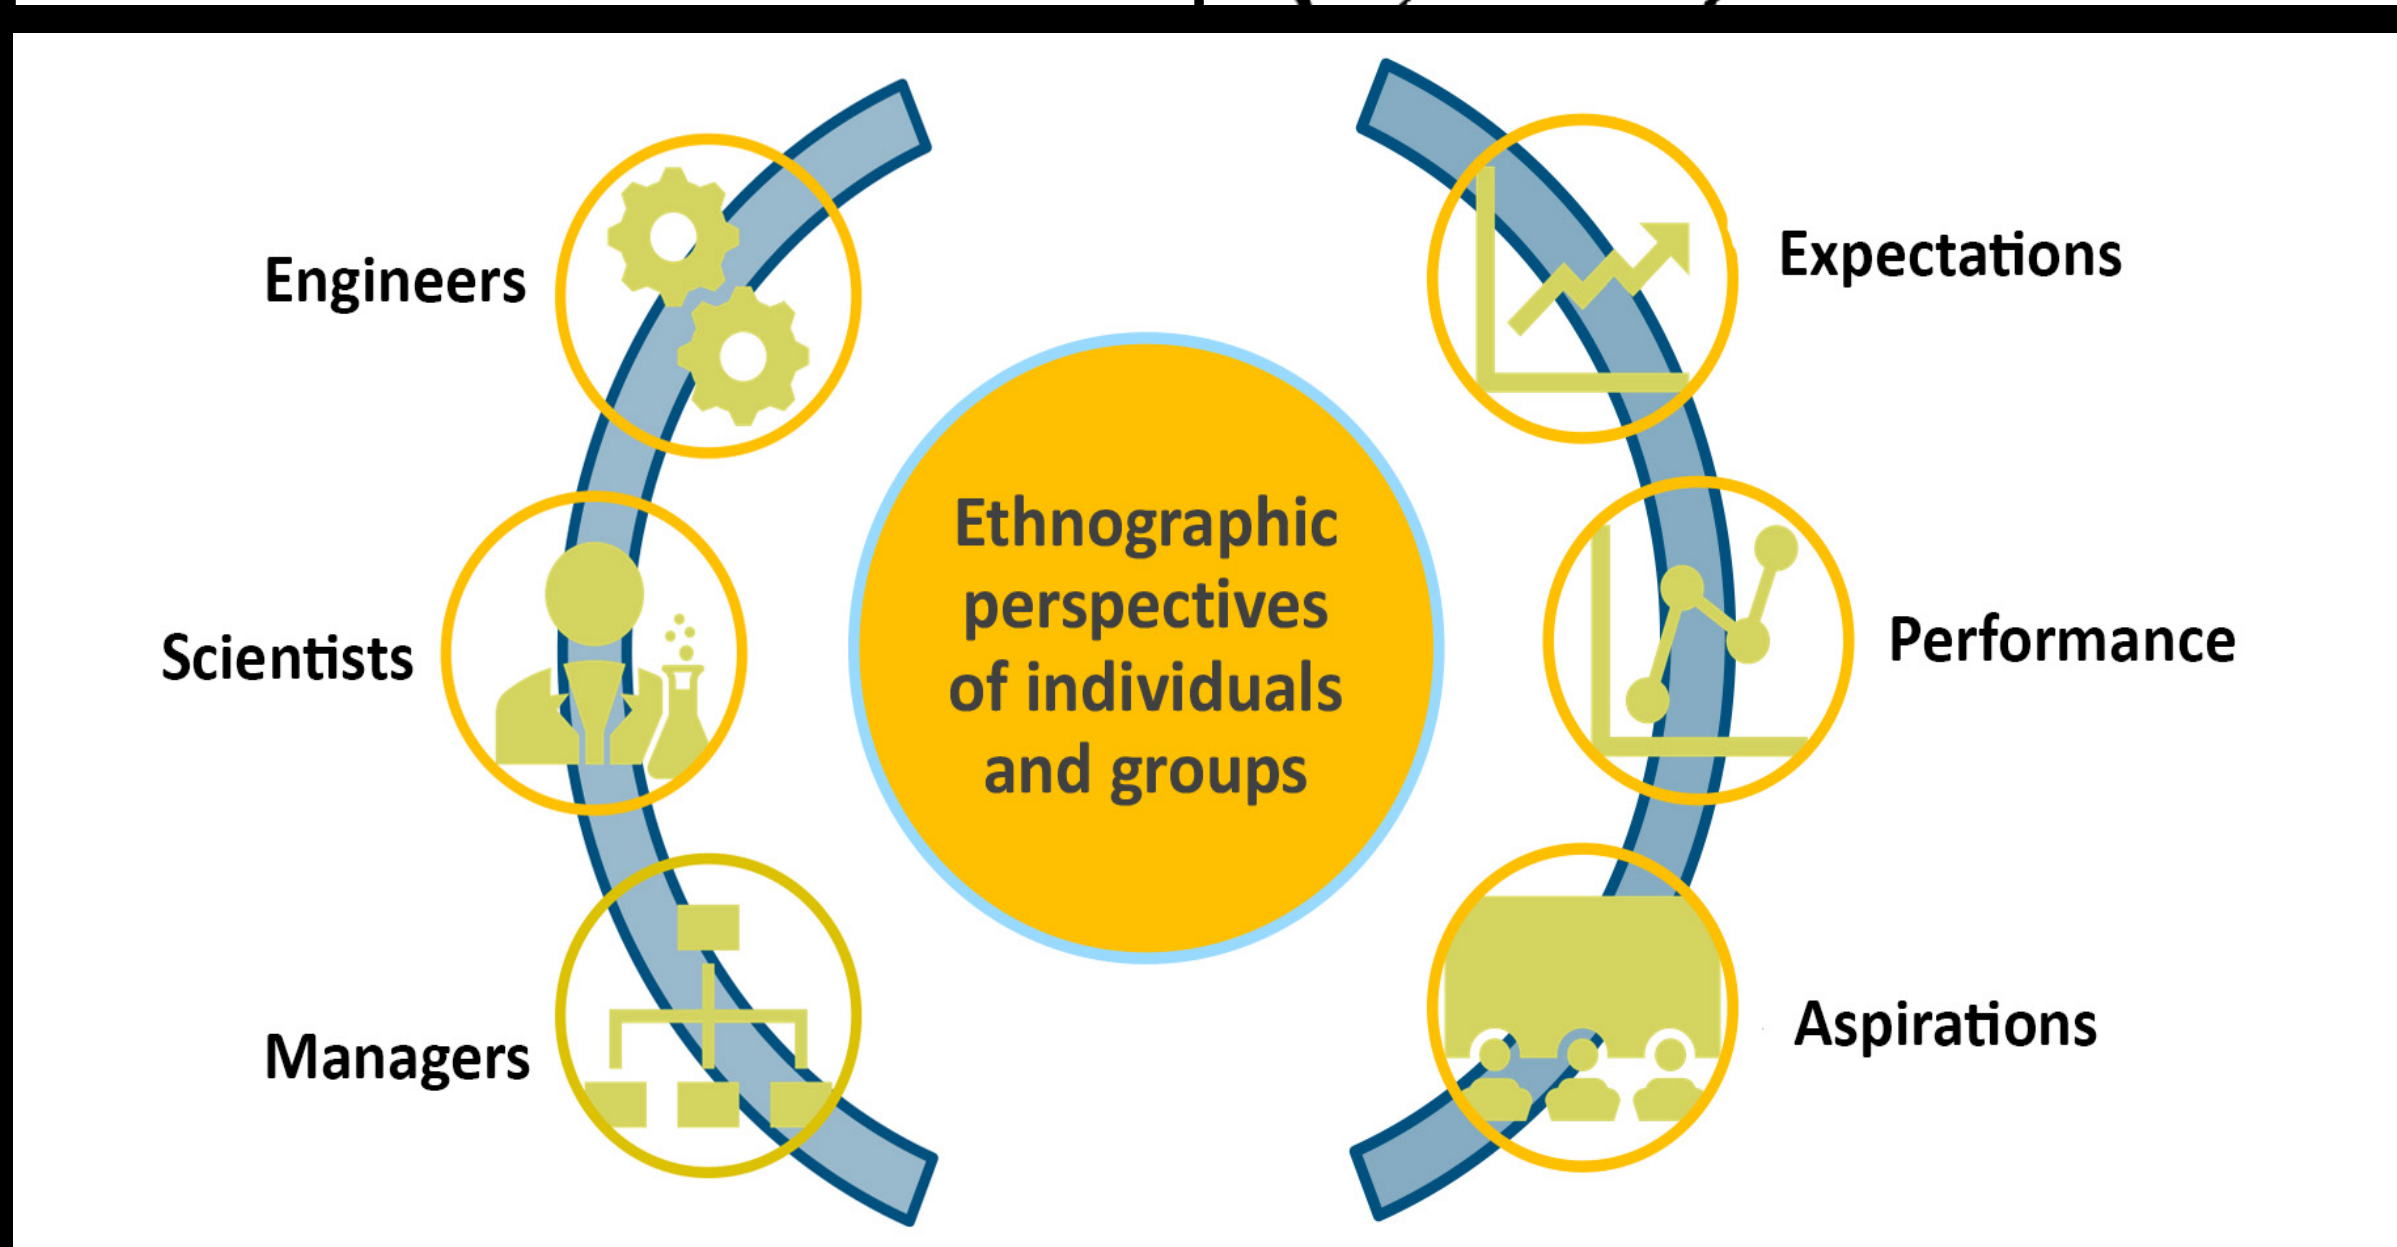 Engineers
Scientists
Managers
Ethnographic
perspectives
of individuals
and groups
Expectations
Performance
Aspirations